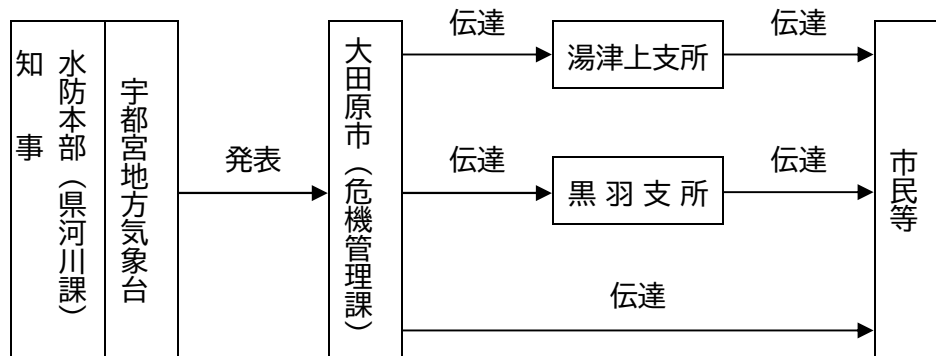 知事
水防本部（県河川課）
宇都宮地方気象台
発表
大田原市（危機管理課）
伝達
湯津上支所
伝達
伝達
黒羽支所
伝達
伝達
市民等